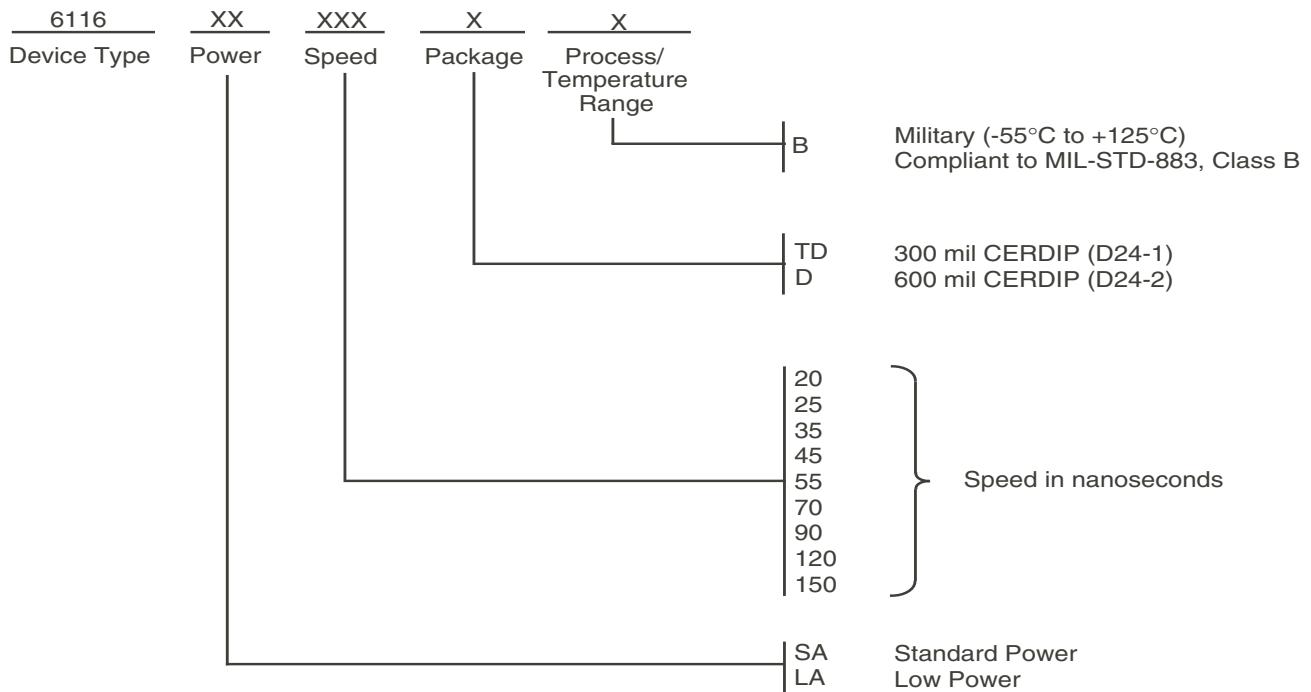 6116 XX XXX X X
Device Type Power Speed Package Process/
Temperature
Range
B Military (-55°C to +125°C)
Compliant to MIL-STD-883, Class B
TD 300 mil CERDIP (D24-1)
D 600 mil CERDIP (D24-2)
20
25
35
45
55
70
90
120
150
Speed in nanoseconds
SA Standard Power
LA Low Power